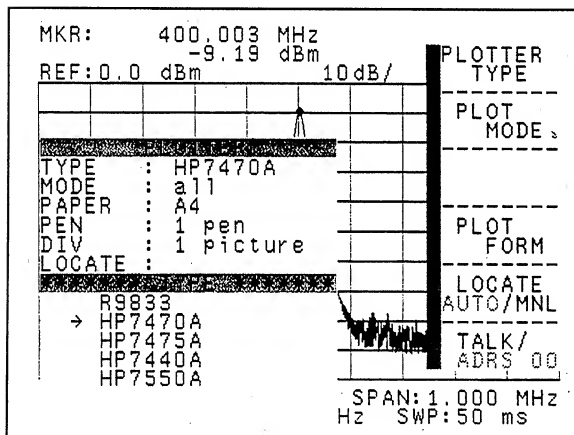 MKR: 400.003 MHz
-9.19 dBm
REF:0.0 dBm 10dB/
PLOTTER
TYPE
PLOT
MODE
TYPE : HP7470A
MODE : all
PAPER : A4
PEN : 1 pen
DIV : 1 picture
LOCATE :
R9833
→ HP7470A
HP7475A
HP7440A
HP7550A
PLOT
FORM
LOCATE
AUTO/MNL
TALK/
ADRS 00
SPAN:1.000 MHz
Hz SWP:50 ms